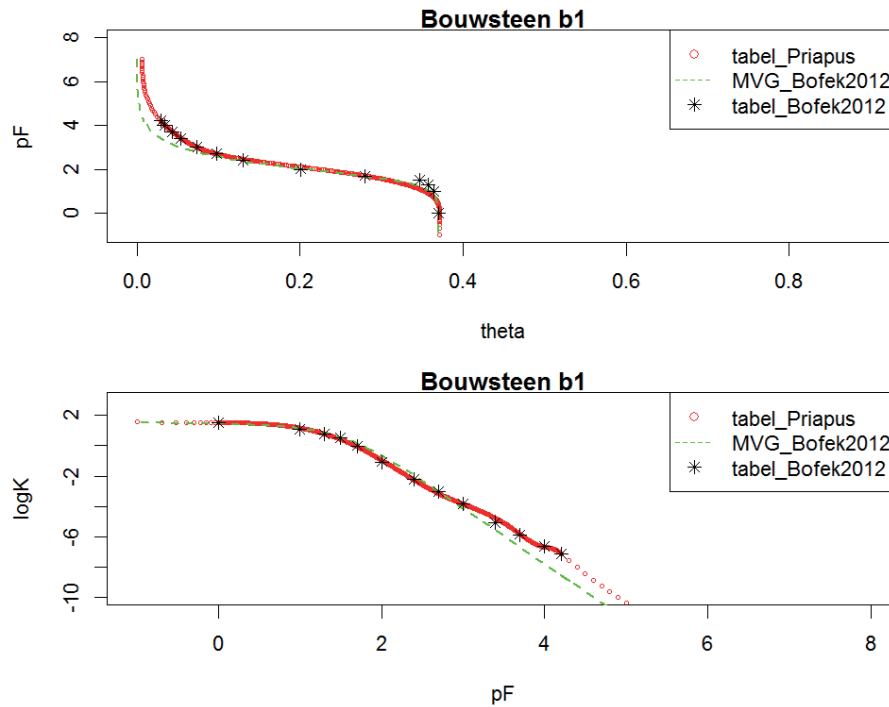 Bouwsteen b1
8
6
4
2
0
pF
0.0 0.2 0.4 0.6 0.8
theta
tabel_Priapus
MVG_Bofek2012
tabel_Bofek2012
Bouwsteen b1
2
-2
-6
-10
logK
0 2 4 6 8
pF
tabel_Priapus
MVG_Bofek2012
tabel_Bofek2012